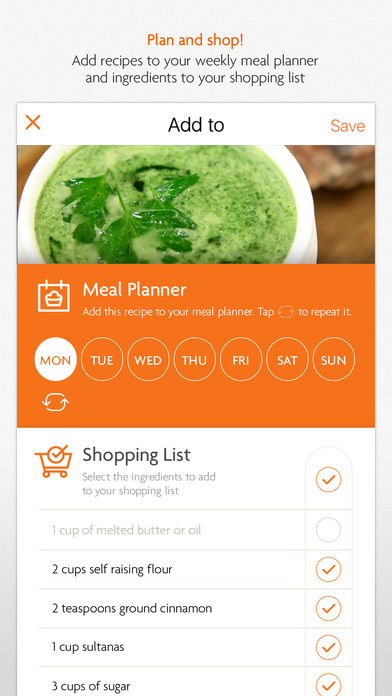 Plan and shop!
Add recipes to your weekly meal planner
and ingredients to your shopping list
Add to
Save
Meal Planner
Add this recipe to your meal planner. Tap to repeat it.
MON TUE WED THU FRI SAT SUN
Shopping List
Select the ingredients to add
to your shopping list
1 cup of melted butter or oil
2 cups self raising flour
2 teaspoons ground cinnamon
1 cup sultanas
3 cups of sugar